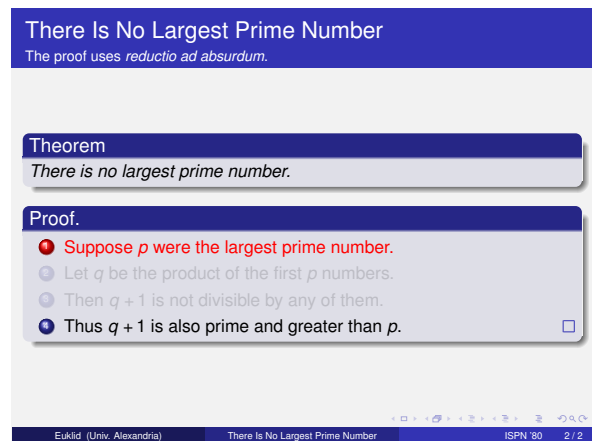 There Is No Largest Prime Number
The proof uses reductio ad absurdum.
Theorem
There is no largest prime number.
Proof.
1 Suppose p were the largest prime number.
2 Let q be the product of the first p numbers.
3 Then q + 1 is not divisible by any of them.
4 Thus q + 1 is also prime and greater than p.
Euklid (Univ. Alexandria) There Is No Largest Prime Number ISPN ’80 2 / 2